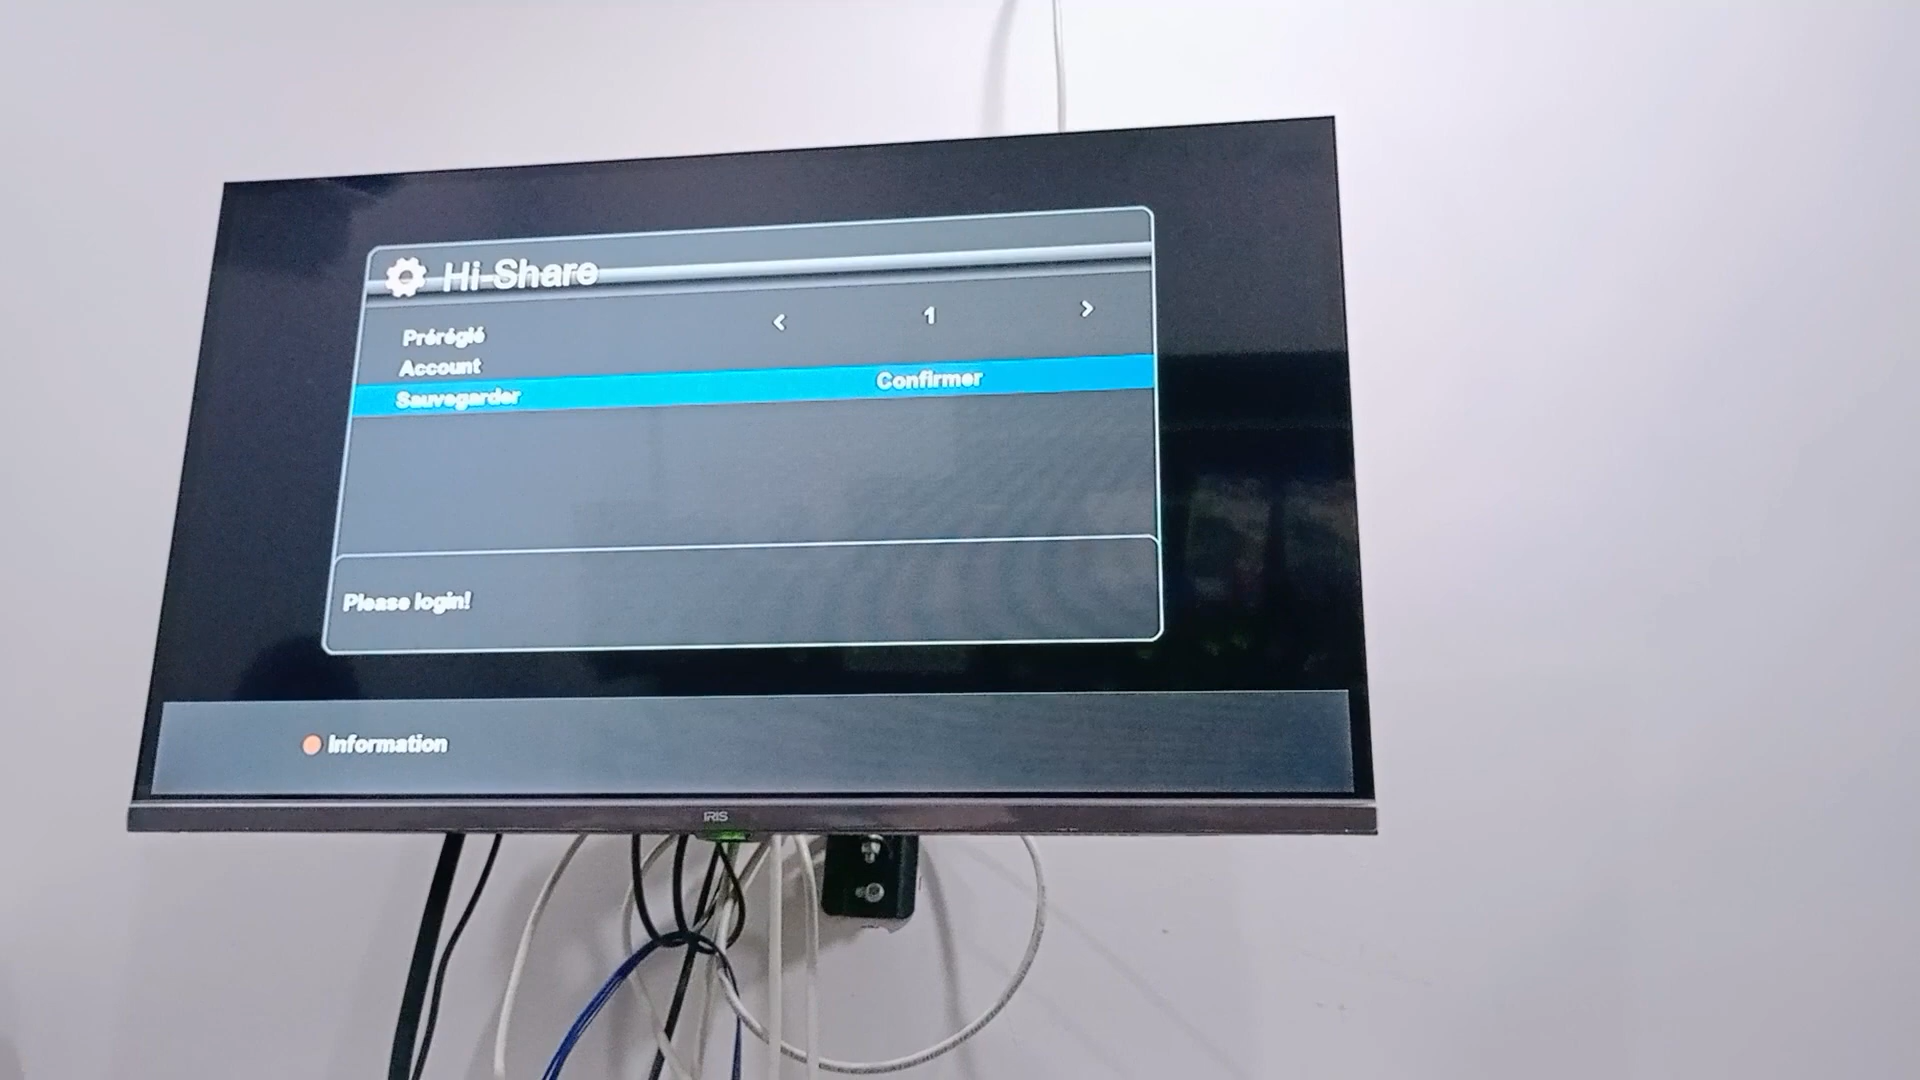 Hi-Share
Préréglé < 1 >
Account
Sauvegarder Confirmer
Please login!
Information
IRIS